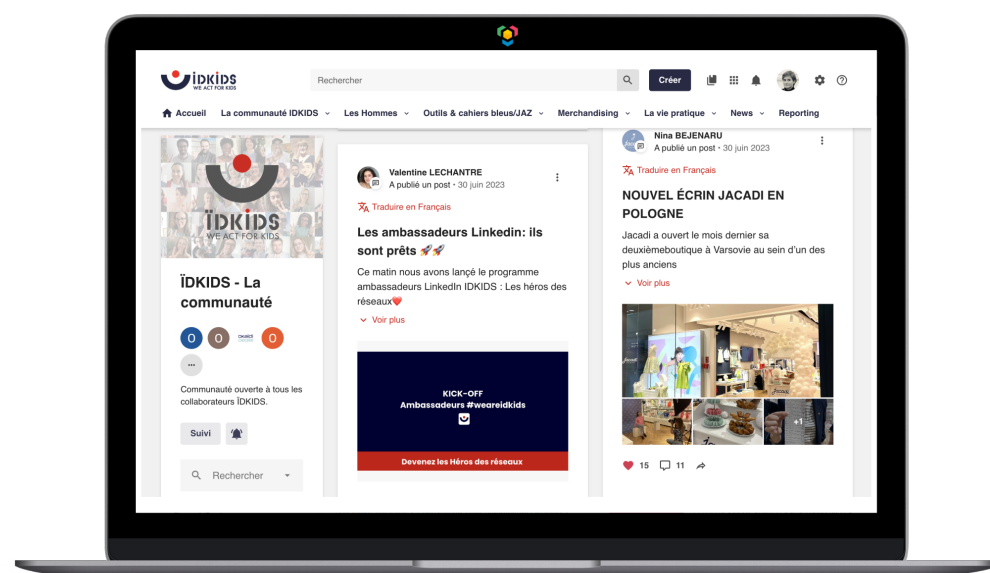 ÏDKIDS
WE ACT FOR KIDS
Rechercher
Créer
Accueil
La communauté IDKIDS
Les Hommes
Outils & cahiers bleus/JAZ
Merchandising
La vie pratique
News
Reporting
ÏDKIDS
WE ACT FOR KIDS
ÏDKIDS - La
communauté
O
O
O
...
Communauté ouverte à tous les
collaborateurs ÏDKIDS.
Suivi
Rechercher
Valentine LECHANTRE
A publié un post • 30 juin 2023
Traduire en Français
Les ambassadeurs Linkedin: ils
sont prêts 🚀🚀
Ce matin nous avons lancé le programme
ambassadeurs LinkedIn IDKIDS : Les héros des
réseaux❤️
Voir plus
KICK-OFF
Ambassadeurs #weareidkids
Devenez les Héros des réseaux
Nina BEJENARU
A publié un post • 30 juin 2023
Traduire en Français
NOUVEL ÉCRIN JACADI EN
POLOGNE
Jacadi a ouvert le mois dernier sa
deuxièmeboutique à Varsovie au sein d'un des
plus anciens
Voir plus
+1
15
11